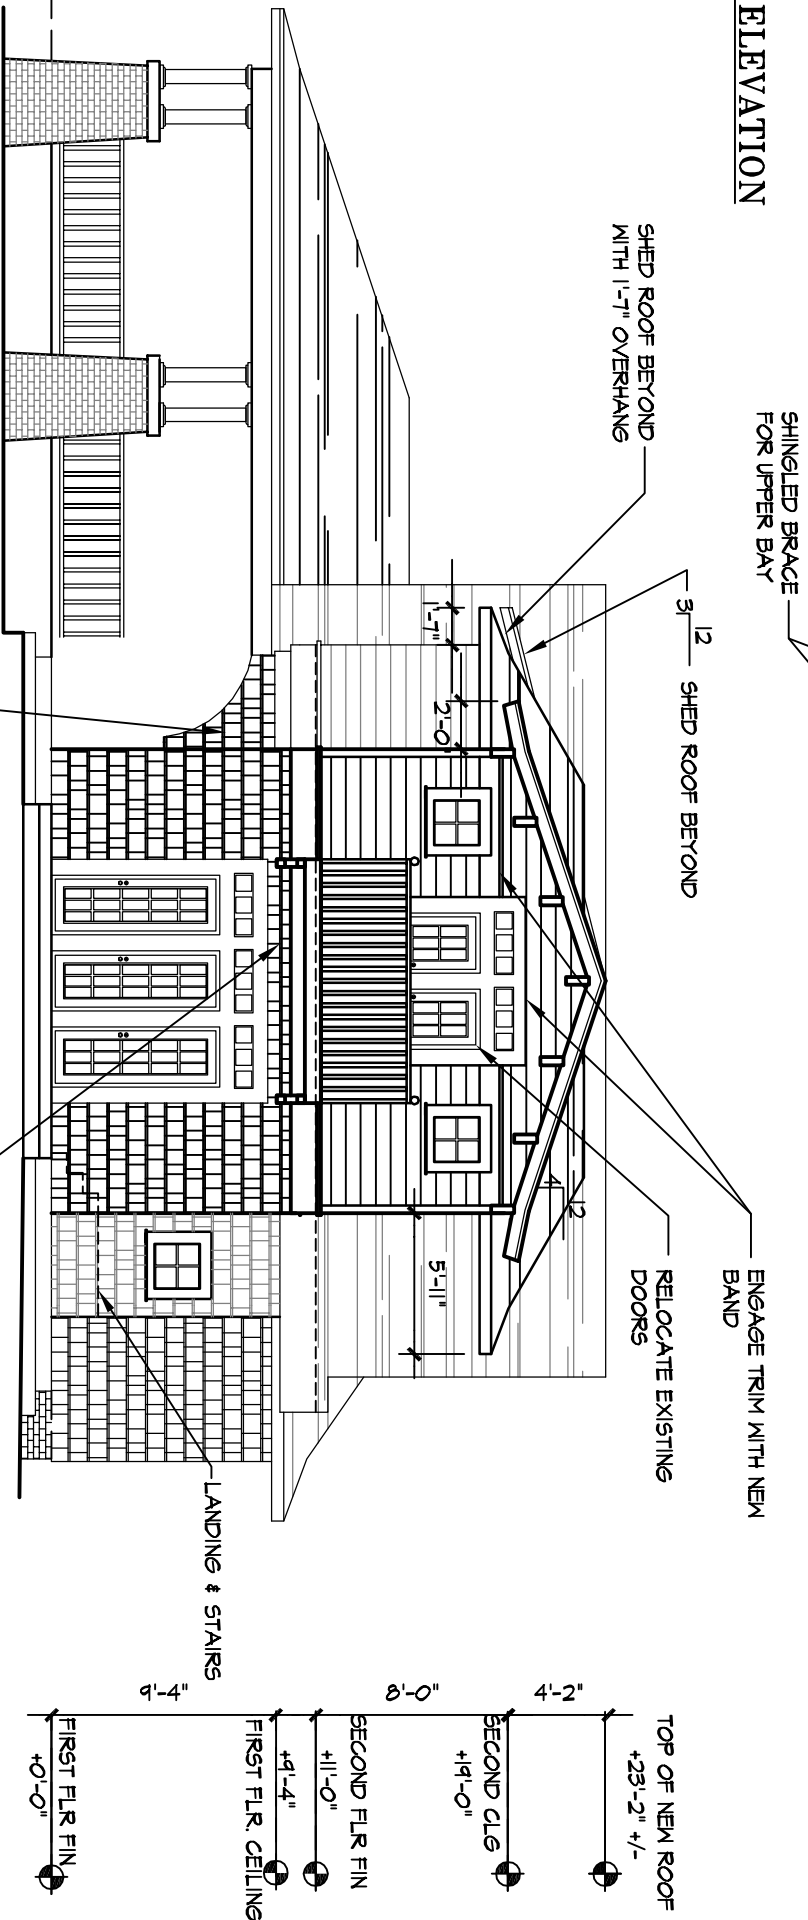 ELEVATION
SHINGLED BRACE
FOR UPPER BAY
SHED ROOF BEYOND
WITH 1'-7" OVERHANG
12
3
SHED ROOF BEYOND
1'-7"
2'-0"
12
4
5'-11"
ENGAGE TRIM WITH NEW
BAND
RELOCATE EXISTING
DOORS
LANDING & STAIRS
TOP OF NEW ROOF
+23'-2" +/-
4'-2"
SECOND CLG
+19'-0"
8'-0"
SECOND FLR FIN
+11'-0"
FIRST FLR. CEILING
+9'-4"
9'-4"
FIRST FLR FIN
+0'-0"